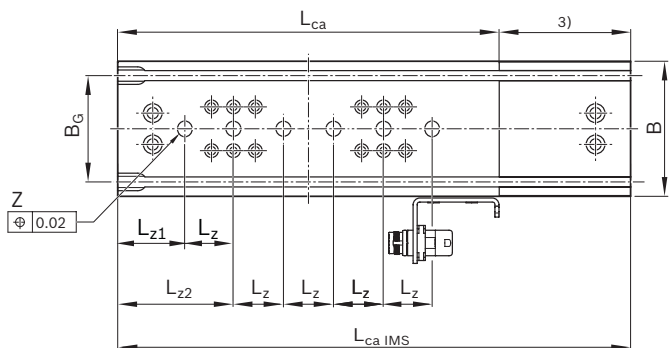 Lca
3)
BG
B
Z
⌖ 0.02
Lz1 Lz
Lz2 Lz Lz Lz Lz
Lca IMS